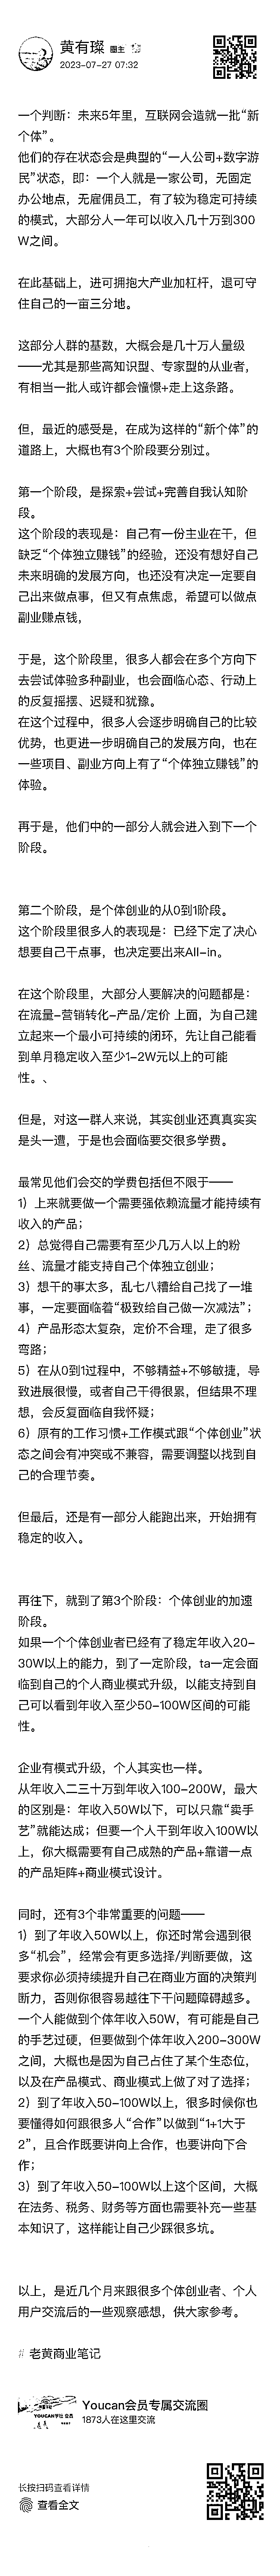 黄有璨 圈主
2023-07-27 07:32
一个判断：未来5年里，互联网会造就一批“新
个体”。
他们的存在状态会是典型的“一人公司+数字游
民”状态，即：一个人就是一家公司，无固定
办公地点，无雇佣员工，有了较为稳定可持续
的模式，大部分人一年可以收入几十万到300
W之间。
在此基础上，进可拥抱大产业加杠杆，退可守
住自己的一亩三分地。
这部分人群的基数，大概会是几十万人量级
——尤其是那些高知识型、专家型的从业者，
有相当一批人或许都会憧憬+走上这条路。
但，最近的感受是，在成为这样的“新个体”的
道路上，大概也有3个阶段要分别过。
第一个阶段，是探索+尝试+完善自我认知阶
段。
这个阶段的表现是：自己有一份主业在干，但
缺乏“个体独立赚钱”的经验，还没有想好自己
未来明确的发展方向，也还没有决定一定要自
己出来做点事，但又有点焦虑，希望可以做点
副业赚点钱，
于是，这个阶段里，很多人都会在多个方向下
去尝试体验多种副业，也会面临心态、行动上
的反复摇摆、迟疑和犹豫。
在这个过程中，很多人会逐步明确自己的比较
优势，也更进一步明确自己的发展方向，也在
一些项目、副业方向上有了“个体独立赚钱”的
体验。
再于是，他们中的一部分人就会进入到下一个
阶段。
第二个阶段，是个体创业的从0到1阶段。
这个阶段里很多人的表现是：已经下定了决心
想要自己干点事，也决定要出来All-in。
在这个阶段里，大部分人要解决的问题都是：
在流量-营销转化-产品/定价 上面，为自己建
立起来一个最小可持续的闭环，先让自己能看
到单月稳定收入至少1-2W元以上的可能
性。、
但是，对这一群人来说，其实创业还真真实实
是头一遭，于是也会面临要交很多学费。
最常见他们会交的学费包括但不限于——
1）上来就要做一个需要强依赖流量才能持续有
收入的产品；
2）总觉得自己需要有至少几万人以上的粉
丝、流量才能支持自己个体独立创业；
3）想干的事太多，乱七八糟给自己找了一堆
事，一定要面临着“极致给自己做一次减法”；
4）产品形态太复杂，定价不合理，走了很多
弯路；
5）在从0到1过程中，不够精益+不够敏捷，导
致进展很慢，或者自己干得很累，但结果不理
想，会反复面临自我怀疑；
6）原有的工作习惯+工作模式跟“个体创业”状
态之间会有冲突或不兼容，需要调整以找到自
己的合理节奏。
但最后，还是有一部分人能跑出来，开始拥有
稳定的收入。
再往下，就到了第3个阶段：个体创业的加速
阶段。
如果一个个体创业者已经有了稳定年收入20-
30W以上的能力，到了一定阶段，ta一定会面
临到自己的个人商业模式升级，以能支持到自
己可以看到年收入至少50-100W区间的可能
性。
企业有模式升级，个人其实也一样。
从年收入二三十万到年收入100-200W，最大
的区别是：年收入50W以下，可以只靠“卖手
艺”就能达成；但要一个人干到年收入100W以
上，你大概需要有自己成熟的产品+靠谱一点
的产品矩阵+商业模式设计。
同时，还有3个非常重要的问题——
1）到了年收入50W以上，你还时常会遇到很
多“机会”，经常会有更多选择/判断要做，这
要求你必须持续提升自己在商业方面的决策判
断力，否则你很容易越往下干问题障碍越多。
一个人能做到个体年收入50W，有可能是自己
的手艺过硬，但要做到个体年收入200-300W
之间，大概也是因为自己占住了某个生态位，
以及在产品模式、商业模式上做了对了选择；
2）到了年收入50-100W以上，很多时候你也
要懂得如何跟很多人“合作”以做到“1+1大于
2”，且合作既要讲向上合作，也要讲向下合
作；
3）到了年收入50-100W以上这个区间，大概
在法务、税务、财务等方面也需要补充一些基
本知识了，这样能让自己少踩很多坑。
以上，是近几个月来跟很多个体创业者、个人
用户交流后的一些观察感想，供大家参考。
# 老黄商业笔记
Youcan会员专属交流圈
1873人在这里交流
长按扫码查看详情
查看全文